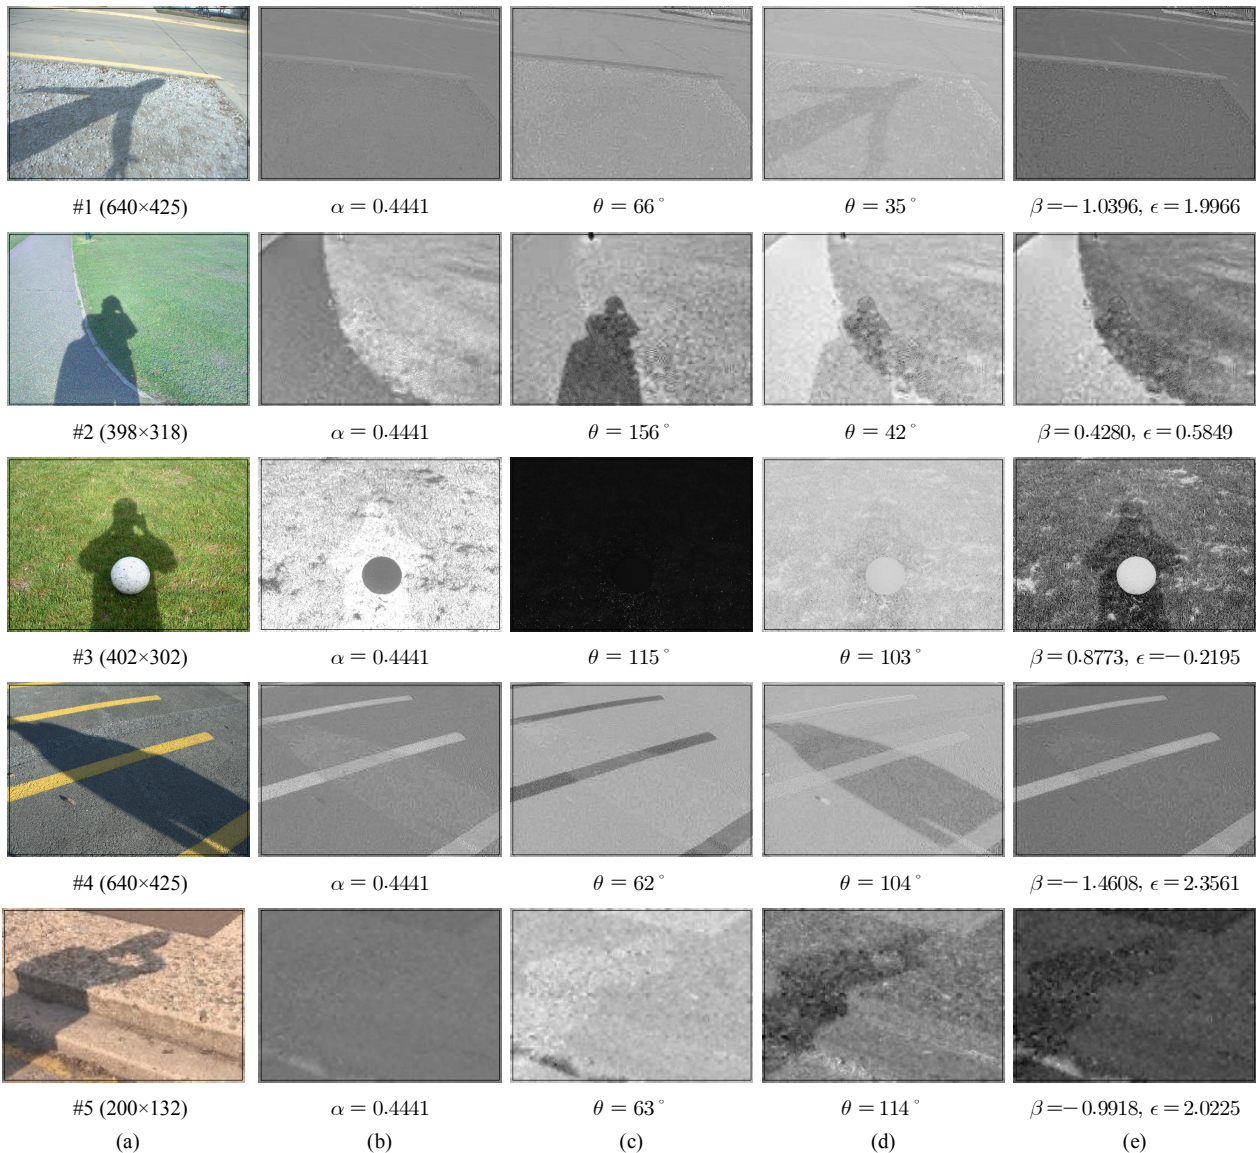 #1 (640×425) α = 0.4441 θ = 66° θ = 35° β=−1.0396, ϵ=1.9966
#2 (398×318) α = 0.4441 θ = 156° θ = 42° β=0.4280, ϵ=0.5849
#3 (402×302) α = 0.4441 θ = 115° θ = 103° β=0.8773, ϵ=−0.2195
#4 (640×425) α = 0.4441 θ = 62° θ = 104° β=−1.4608, ϵ=2.3561
#5 (200×132) α = 0.4441 θ = 63° θ = 114° β=−0.9918, ϵ=2.0225
(a) (b) (c) (d) (e)